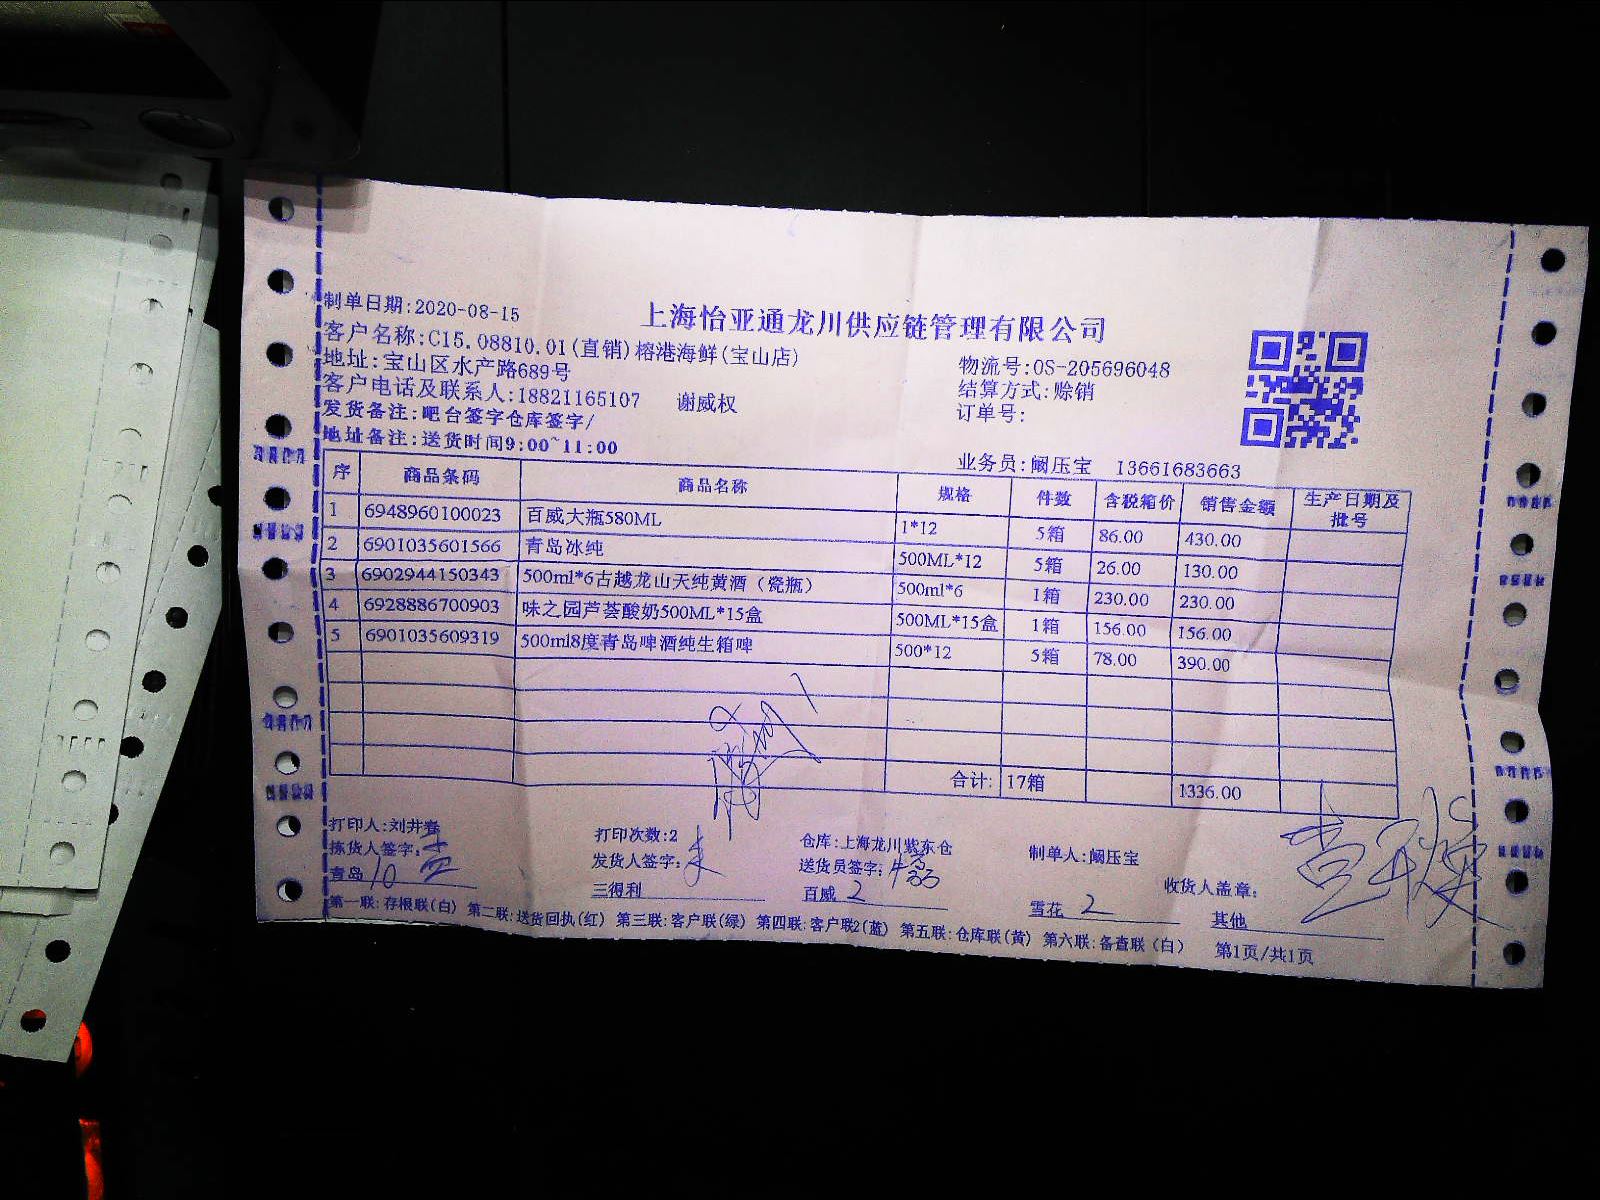 制单日期:2020-08-15
上海怡亚通龙川供应链管理有限公司
客户名称:C15.08810.01(直销)榕港海鲜(宝山店)
地址:宝山区水产路689号
物流号:OS-205696048
客户电话及联系人:18821165107 谢威权
结算方式:赊销
发货备注:吧台签字仓库签字/
订单号:
地址备注:送货时间9:00~11:00
业务员:阚压宝 13661683663
序 商品条码 商品名称 规格 件数 含税箱价 销售金额 生产日期及批号
1 6948960100023 百威大瓶580ML 1*12 5箱 86.00 430.00
2 6901035601566 青岛冰纯 500ML*12 5箱 26.00 130.00
3 6902944150343 500ml*6古越龙山天纯黄酒（瓷瓶） 500ml*6 1箱 230.00 230.00
4 6928886700903 味之园芦荟酸奶500ML*15盒 500ML*15盒 1箱 156.00 156.00
5 6901035609319 500ml8度青岛啤酒纯生箱啤 500*12 5箱 78.00 390.00
合计: 17箱 1336.00
打印人:刘井春 打印次数:2 仓库:上海龙川紫东仓 制单人:阚压宝
拣货人签字: 发货人签字: 送货员签字: 收货人盖章:
青岛 10 三得利 百威 2 雪花 2 其他
第一联:存根联(白) 第二联:送货回执(红) 第三联:客户联(绿) 第四联:客户联2(蓝) 第五联:仓库联(黄) 第六联:备查联(白) 第1页/共1页